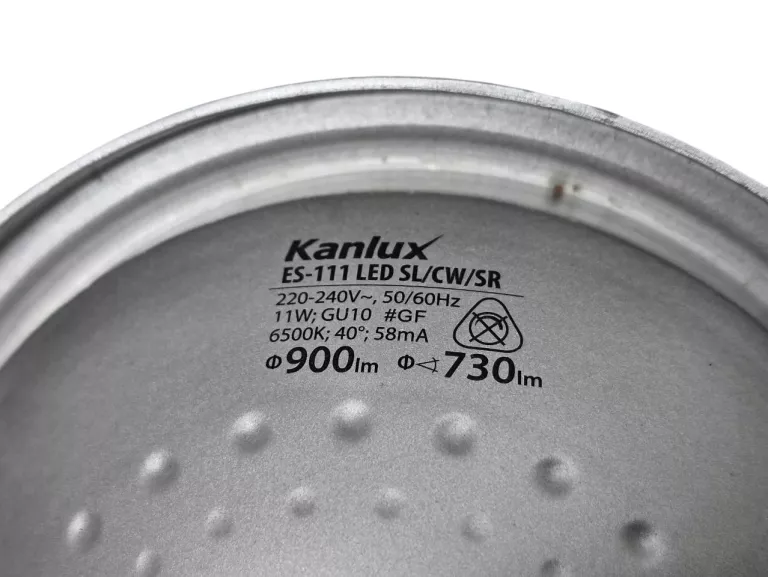 Kanlux
ES-111 LED SL/CW/SR
220-240V~, 50/60Hz
11W; GU10 #GF
6500K; 40°; 58mA
Φ900lm Φ∢730lm